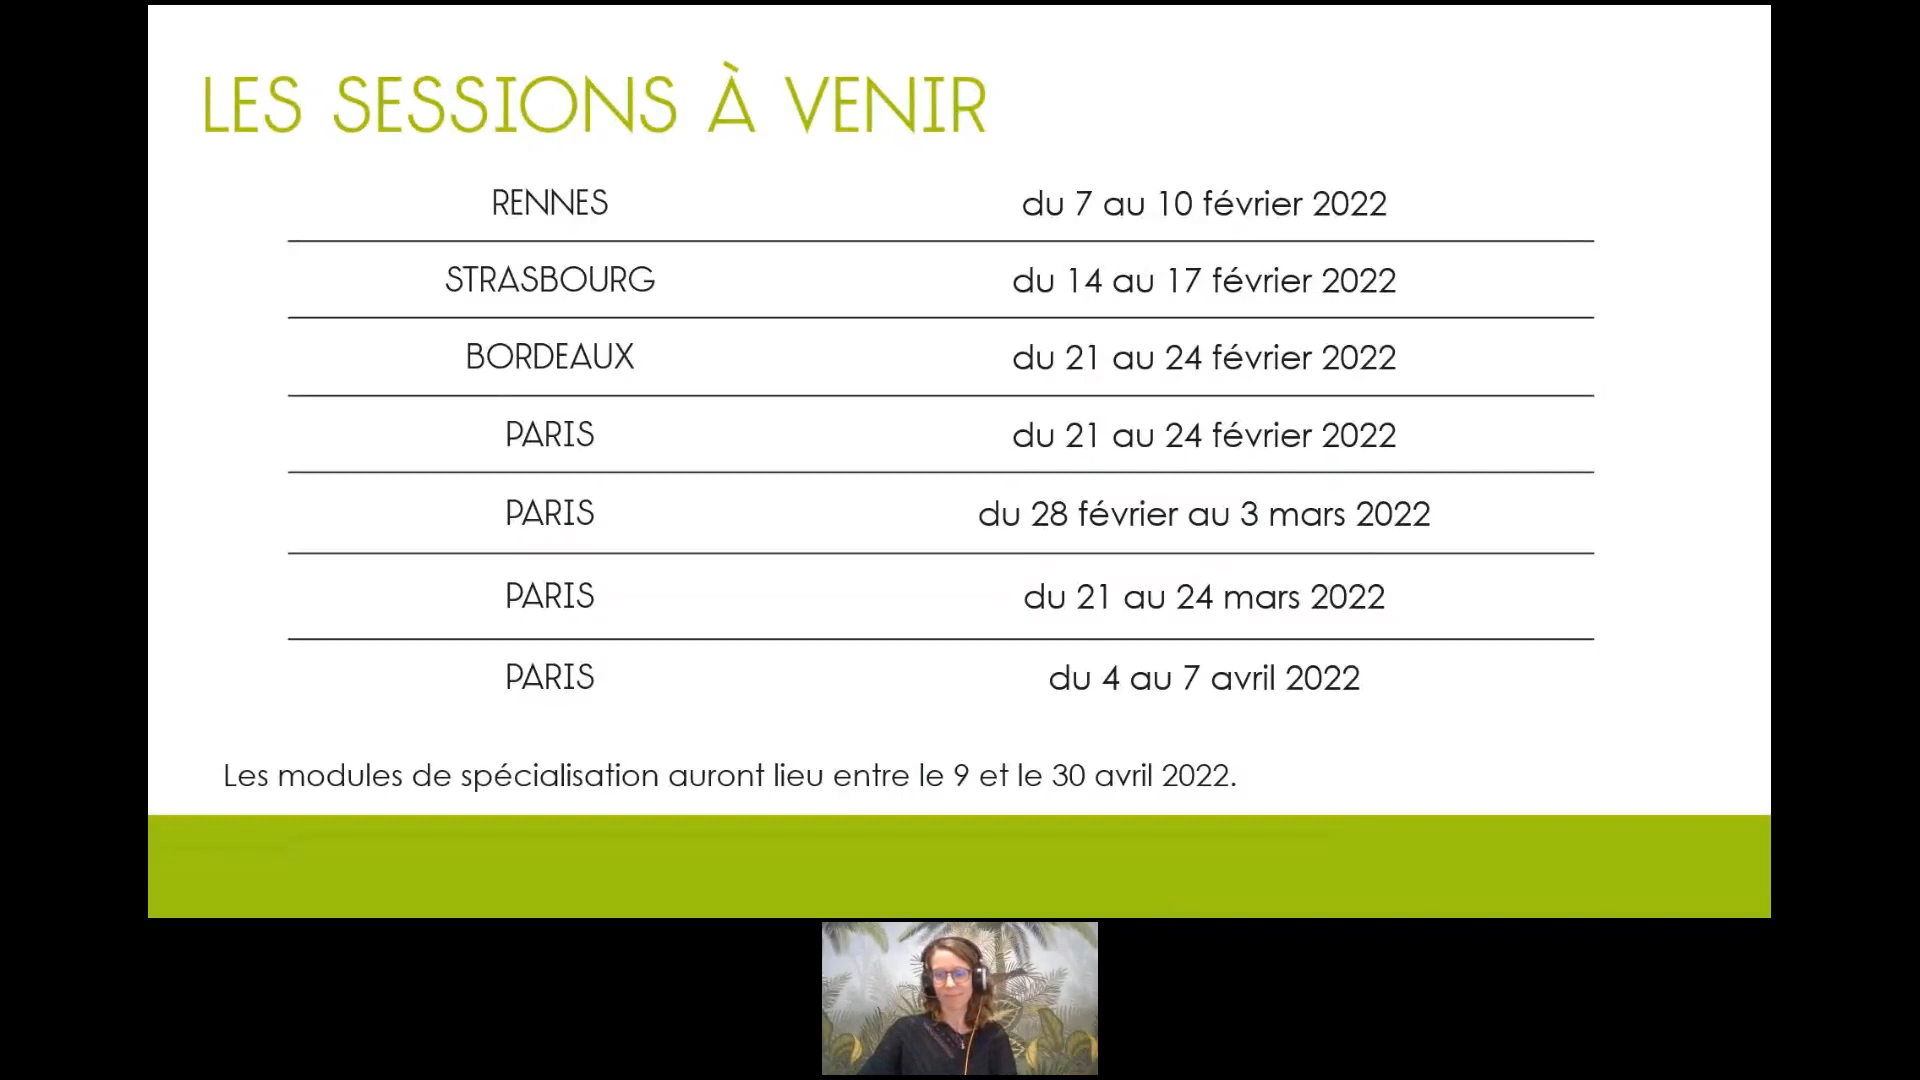 LES SESSIONS À VENIR
RENNES du 7 au 10 février 2022
STRASBOURG du 14 au 17 février 2022
BORDEAUX du 21 au 24 février 2022
PARIS du 21 au 24 février 2022
PARIS du 28 février au 3 mars 2022
PARIS du 21 au 24 mars 2022
PARIS du 4 au 7 avril 2022
Les modules de spécialisation auront lieu entre le 9 et le 30 avril 2022.